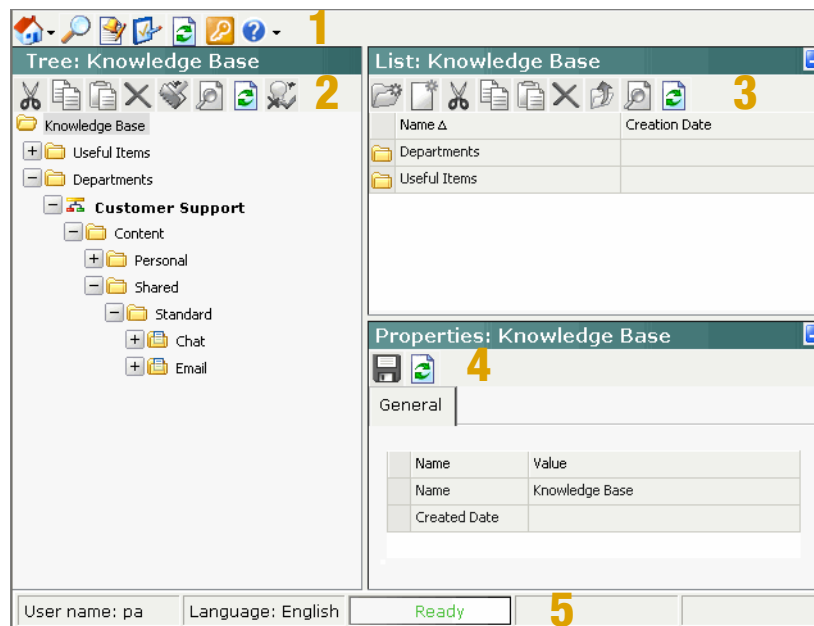 1
Tree: Knowledge Base
2
Knowledge Base
Useful Items
Departments
Customer Support
Content
Personal
Shared
Standard
Chat
Email
List: Knowledge Base
3
Name Creation Date
Departments
Useful Items
Properties: Knowledge Base
4
General
Name Value
Name Knowledge Base
Created Date
User name: pa Language: English Ready 5